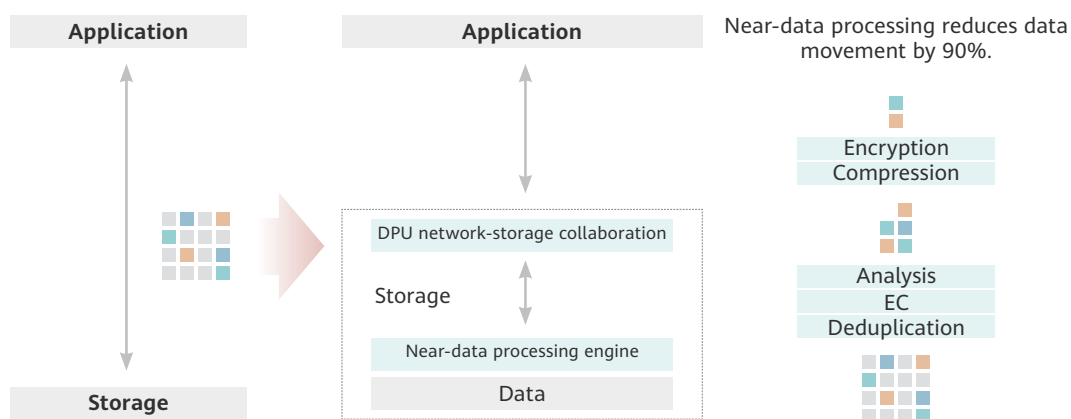 Application
Storage
Application
DPU network-storage collaboration
Storage
Near-data processing engine
Data
Near-data processing reduces data
movement by 90%.
Encryption
Compression
Analysis
EC
Deduplication